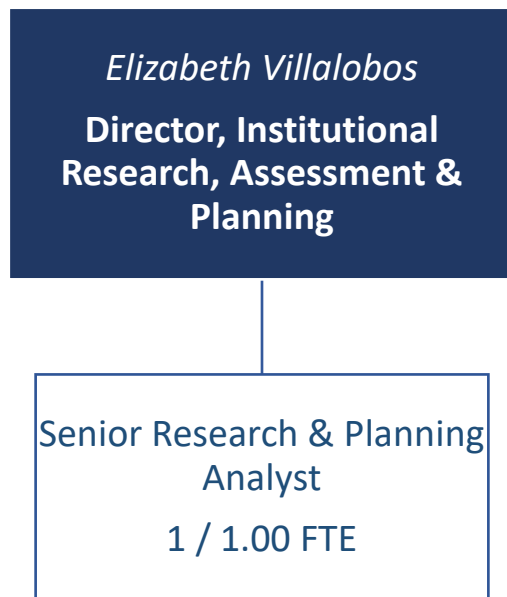 Elizabeth Villalobos
Director, Institutional
Research, Assessment &
Planning
Senior Research & Planning
Analyst
1 / 1.00 FTE